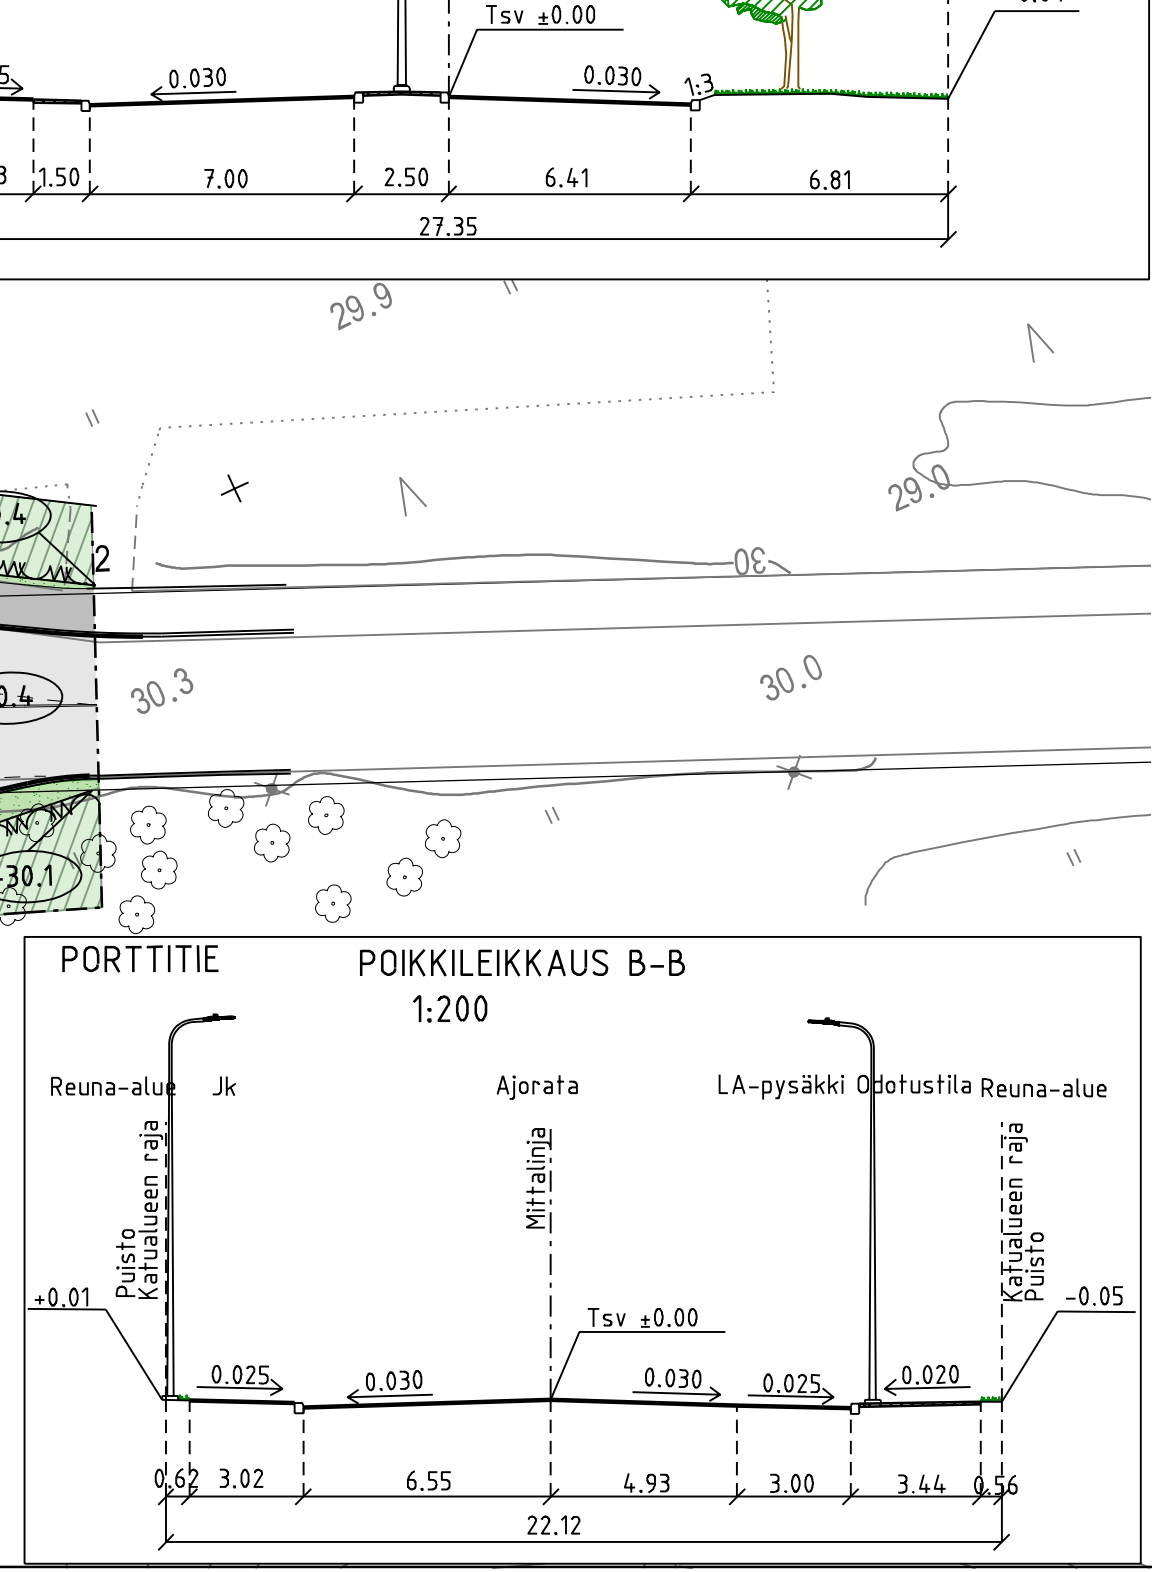 Tsv ±0.00
0.030
0.030
1:3
1.50
7.00
2.50
6.41
6.81
27.35
29.9
29.0
2
30
30.3
30.0
30.1
PORTTITIE
POIKKILEIKKAUS B-B
1:200
Reuna-alue
Jk
Ajorata
LA-pysäkki
Odotustila
Reuna-alue
Puisto
Katualueen raja
Mittalinja
Katualueen raja
Puisto
+0.01
Tsv ±0.00
-0.05
0.025
0.030
0.030
0.025
0.020
0.62
3.02
6.55
4.93
3.00
3.44
0.56
22.12